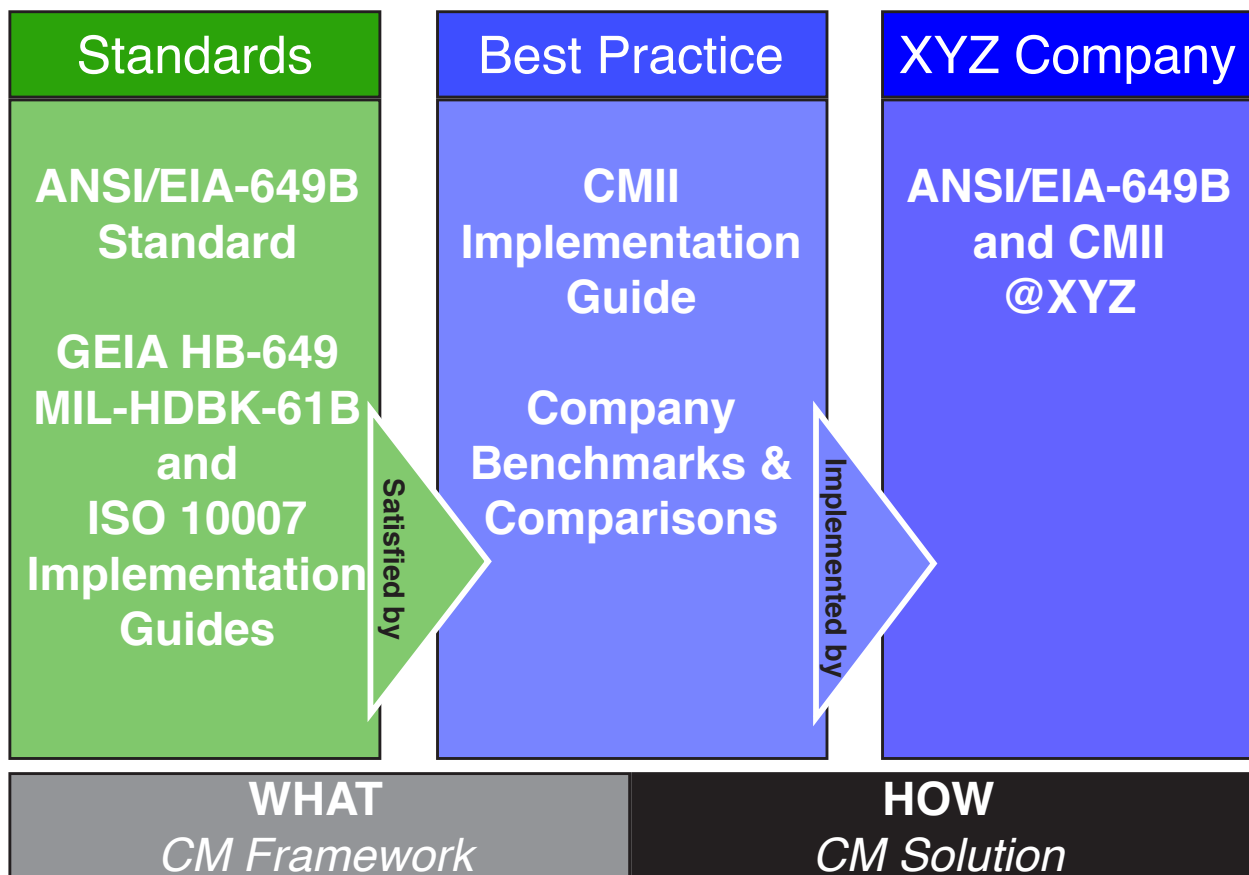 Standards
ANSI/EIA-649B
Standard
GEIA HB-649
MIL-HDBK-61B
and
ISO 10007
Implementation
Guides
Satisfied by
Best Practice
CMII
Implementation
Guide
Company
Benchmarks &
Comparisons
Implemented by
XYZ Company
ANSI/EIA-649B
and CMII
@XYZ
WHAT
CM Framework
HOW
CM Solution